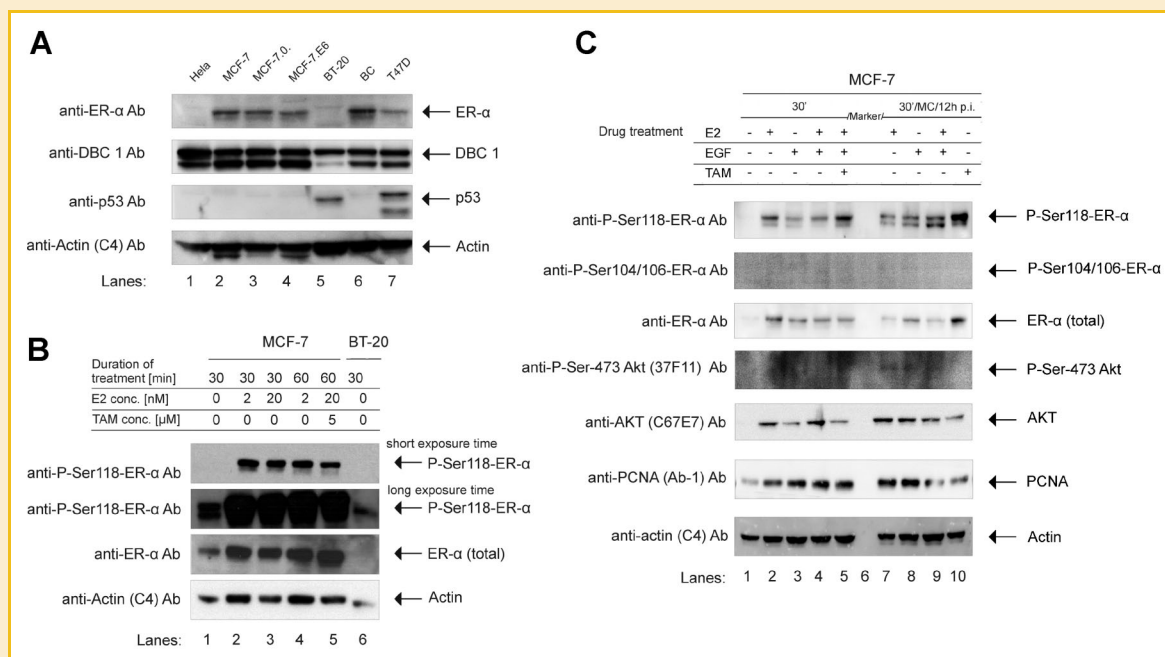 A
Hela MCF-7 MCF-7.0. MCF-7.E6 BT-20 BC T47D
anti-ER-α Ab ER-α
anti-DBC 1 Ab DBC 1
anti-p53 Ab p53
anti-Actin (C4) Ab Actin
Lanes: 1 2 3 4 5 6 7
B
MCF-7 BT-20
Duration of
treatment [min] 30 30 30 60 60 30
E2 conc. [nM] 0 2 20 2 20 0
TAM conc. [µM] 0 0 0 0 5 0
short exposure time
anti-P-Ser118-ER-α Ab P-Ser118-ER-α
long exposure time
anti-P-Ser118-ER-α Ab P-Ser118-ER-α
anti-ER-α Ab ER-α (total)
anti-Actin (C4) Ab Actin
Lanes: 1 2 3 4 5 6
C
MCF-7
30' /Marker/ 30'/MC/12h p.i.
Drug treatment E2 - + - + + + - + -
EGF - - + + + - + + -
TAM - - - - + - - - +
anti-P-Ser118-ER-α Ab P-Ser118-ER-α
anti-P-Ser104/106-ER-α Ab P-Ser104/106-ER-α
anti-ER-α Ab ER-α (total)
anti-P-Ser-473 Akt (37F11) Ab P-Ser-473 Akt
anti-AKT (C67E7) Ab AKT
anti-PCNA (Ab-1) Ab PCNA
anti-actin (C4) Ab Actin
Lanes: 1 2 3 4 5 6 7 8 9 10